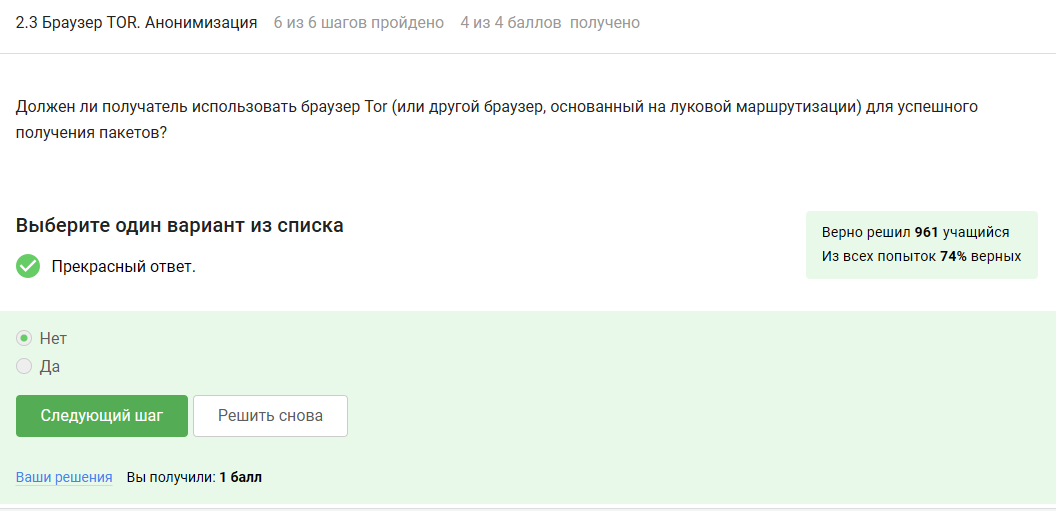 2.3 Браузер TOR. Анонимизация 6 из 6 шагов пройдено 4 из 4 баллов получено
Должен ли получатель использовать браузер Tor (или другой браузер, основанный на луковой маршрутизации) для успешного
получения пакетов?
Выберите один вариант из списка
Верно решил 961 учащийся
Из всех попыток 74% верных
Прекрасный ответ.
Нет
Да
Следующий шаг Решить снова
Ваши решения Вы получили: 1 балл